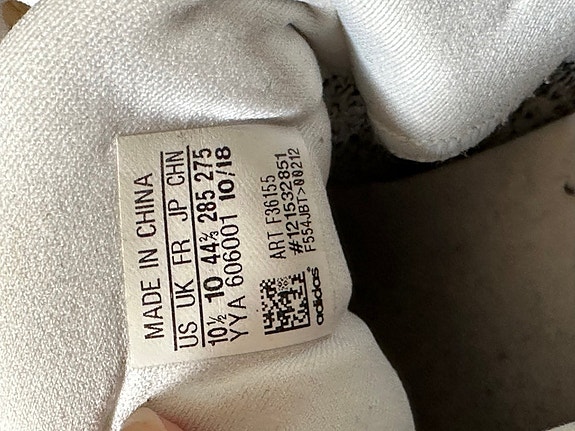 MADE IN CHINA
US UK FR JP CHN
10½ 10 44⅔ 285 275
YYA 606001 10/18
ART F36155
#121532851
F554JBT>00212
adidas